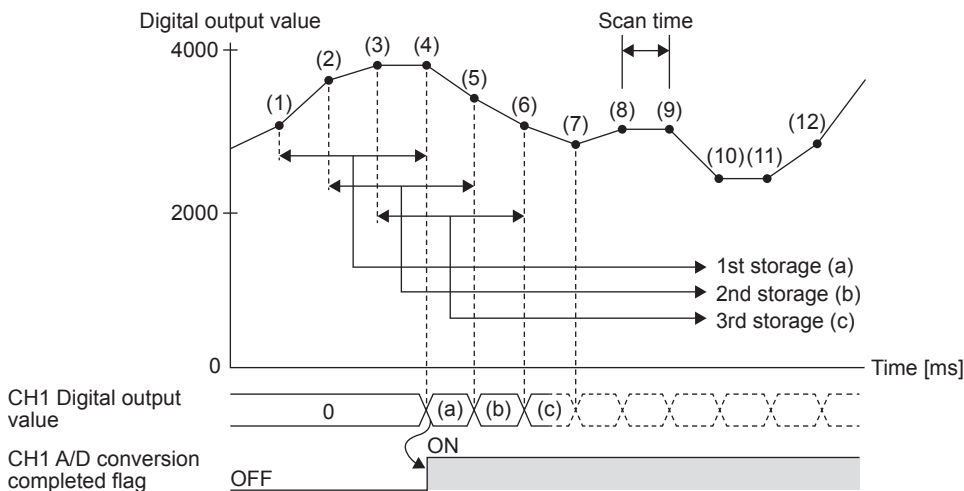 Digital output value
Scan time
4000
(1)
(2)
(3)
(4)
(5)
(6)
(7)
(8)
(9)
(10)
(11)
(12)
2000
1st storage (a)
2nd storage (b)
3rd storage (c)
0
Time [ms]
CH1 Digital output
value
0
(a)
(b)
(c)
CH1 A/D conversion
completed flag
OFF
ON